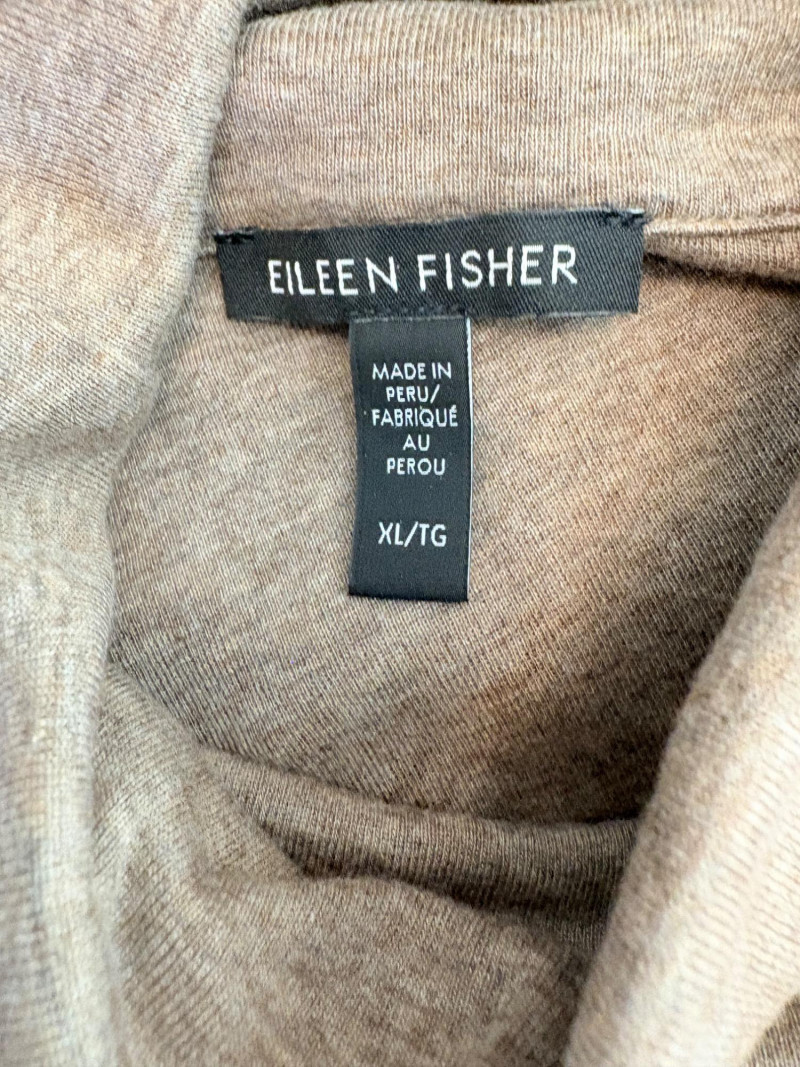 EILEEN FISHER
MADE IN
PERU/
FABRIQUÉ
AU
PEROU
XL/TG